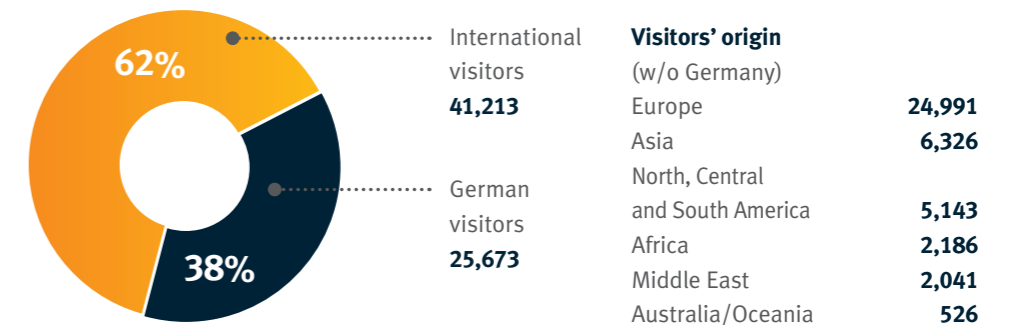 62%
38%
International
visitors
41,213
German
visitors
25,673
Visitors’ origin
(w/o Germany)
Europe 24,991
Asia 6,326
North, Central
and South America 5,143
Africa 2,186
Middle East 2,041
Australia/Oceania 526